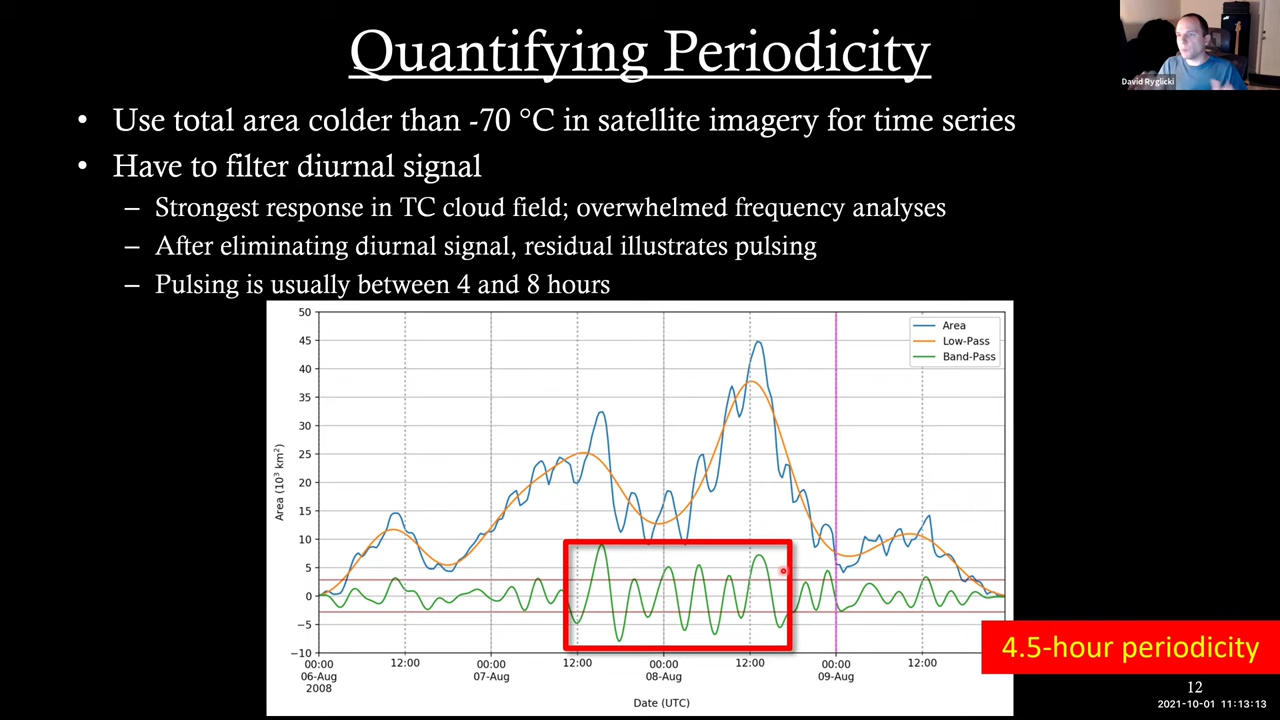 Quantifying Periodicity
David Ryglicki
• Use total area colder than -70 °C in satellite imagery for time series
• Have to filter diurnal signal
– Strongest response in TC cloud field; overwhelmed frequency analyses
– After eliminating diurnal signal, residual illustrates pulsing
– Pulsing is usually between 4 and 8 hours
50
45
40
35
30
25
20
15
10
5
0
−5
−10
Area (10³ km²)
Area
Low-Pass
Band-Pass
00:00 12:00 00:00 12:00 00:00 12:00 00:00 12:00
06-Aug 07-Aug 08-Aug 09-Aug
2008
Date (UTC)
4.5-hour periodicity
12
2021-10-01 11:13:13